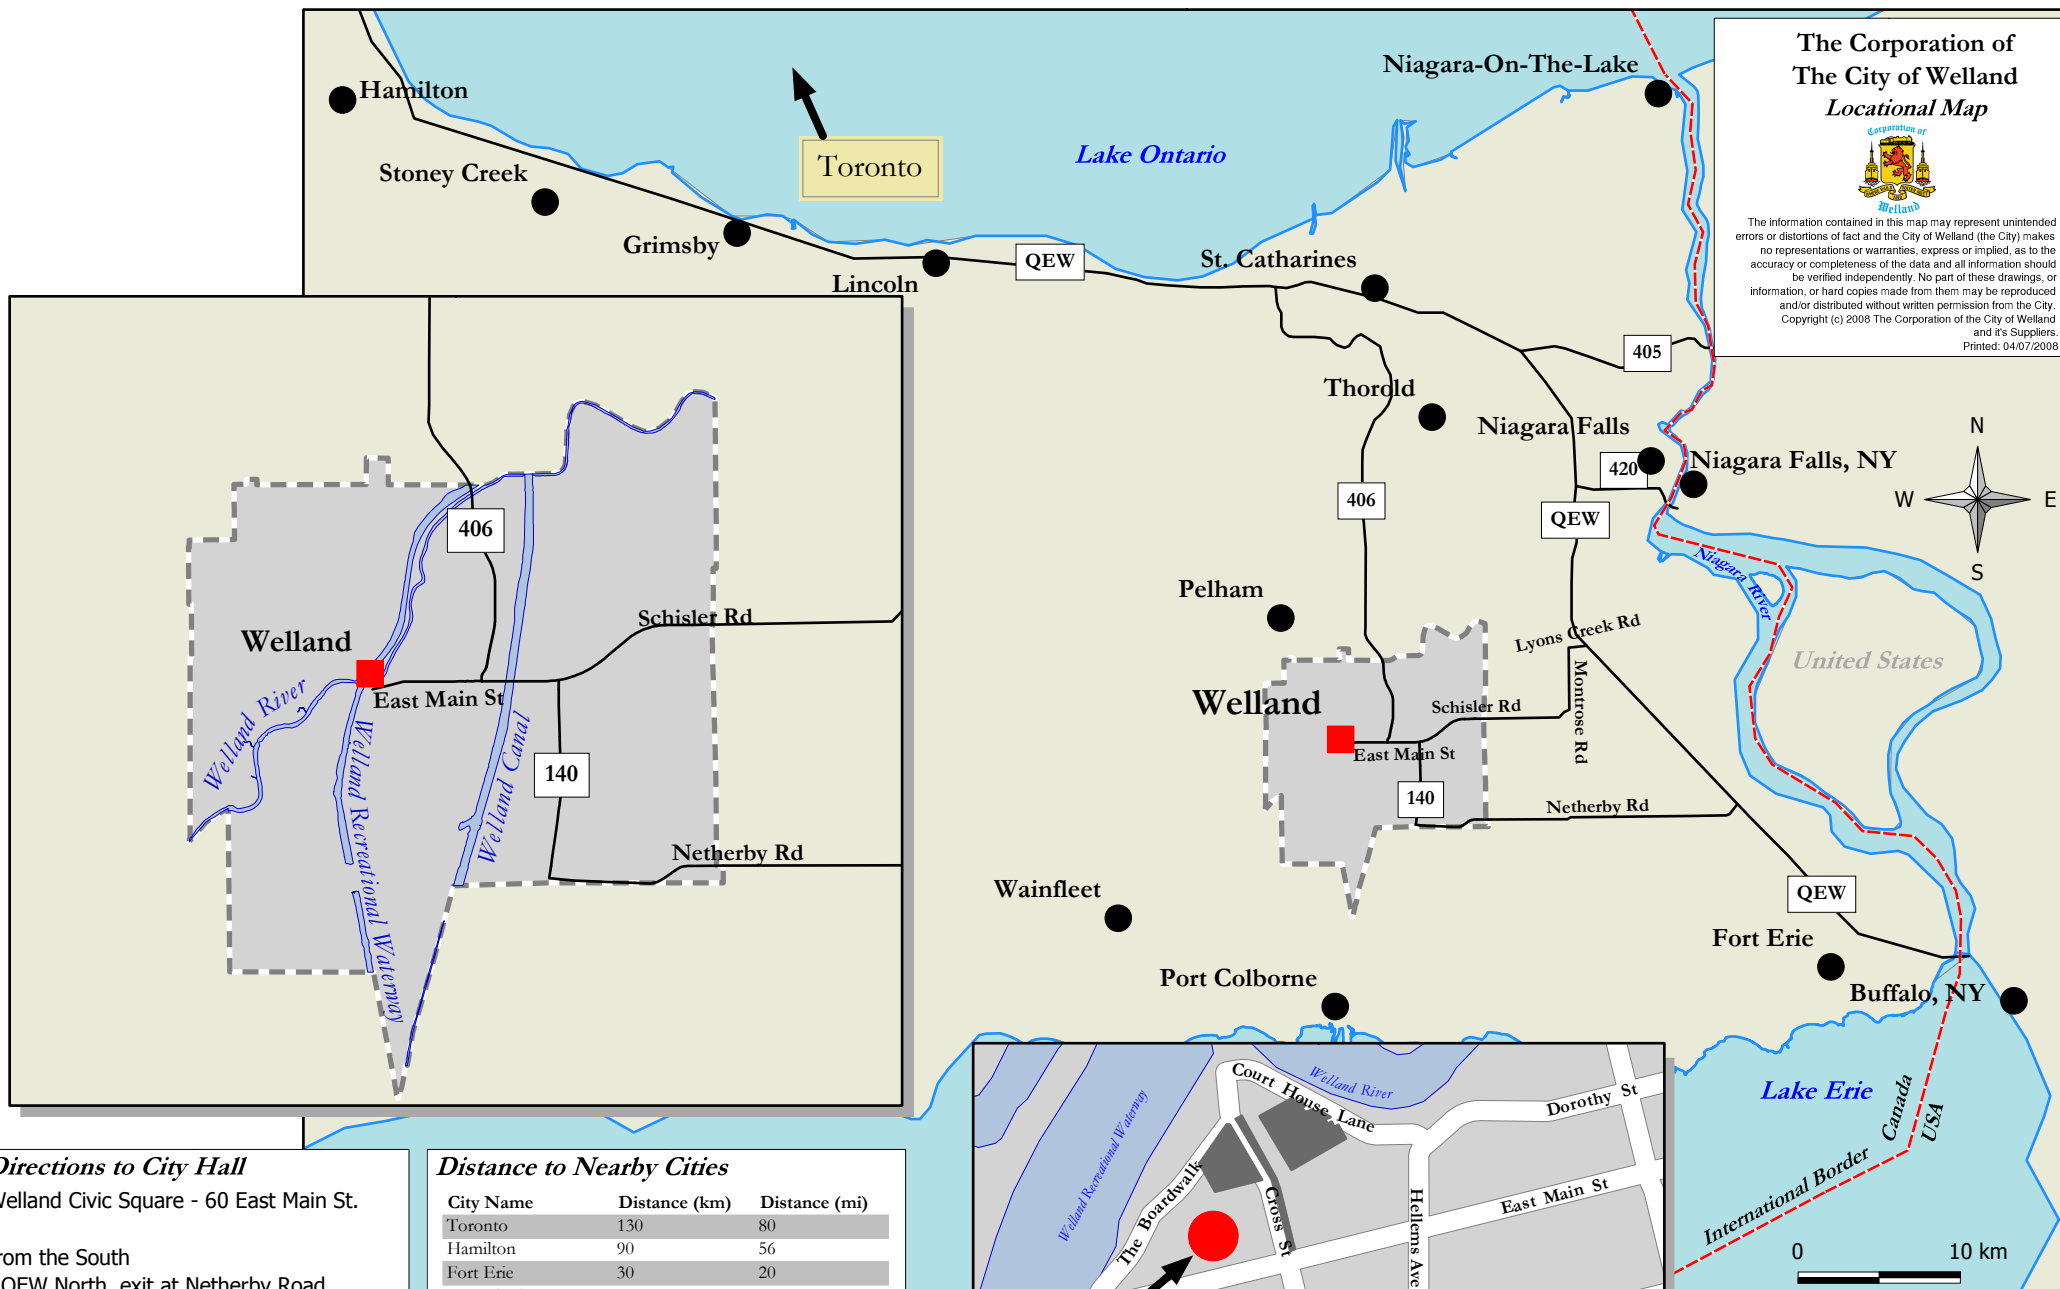 The Corporation of
The City of Welland
Locational Map
Corporation of
Welland
The information contained in this map may represent unintended
errors or distortions of fact and the City of Welland (the City) makes
no representations or warranties, express or implied, as to the
accuracy or completeness of the data and all information should
be verified independently. No part of these drawings, or
information, or hard copies made from them may be reproduced
and/or distributed without written permission from the City.
Copyright (c) 2008 The Corporation of the City of Welland
and it's Suppliers.
Printed: 04/07/2008
Hamilton
Niagara-On-The-Lake
Stoney Creek
Toronto
Lake Ontario
Grimsby
Lincoln
QEW
St. Catharines
405
Thorold
Niagara Falls
420
Niagara Falls, NY
406
QEW
N
W
E
S
Niagara River
Pelham
Lyons Creek Rd
United States
Welland
Schisler Rd
Montrose Rd
East Main St
140
Netherby Rd
Wainfleet
QEW
Fort Erie
Port Colborne
Buffalo, NY
Lake Erie
Canada
USA
International Border
0
10 km
406
Schisler Rd
Welland
East Main St
Welland River
Welland Recreational Waterway
Welland Canal
140
Netherby Rd
Court House Lane
Welland River
Dorothy St
Welland Recreational Waterway
The Boardwalk
Cross St
Hellems Ave
East Main St
Directions to City Hall
Welland Civic Square - 60 East Main St.
from the South
QEW North, exit at Netherby Road
Distance to Nearby Cities
City Name Distance (km) Distance (mi)
Toronto 130 80
Hamilton 90 56
Fort Erie 30 20